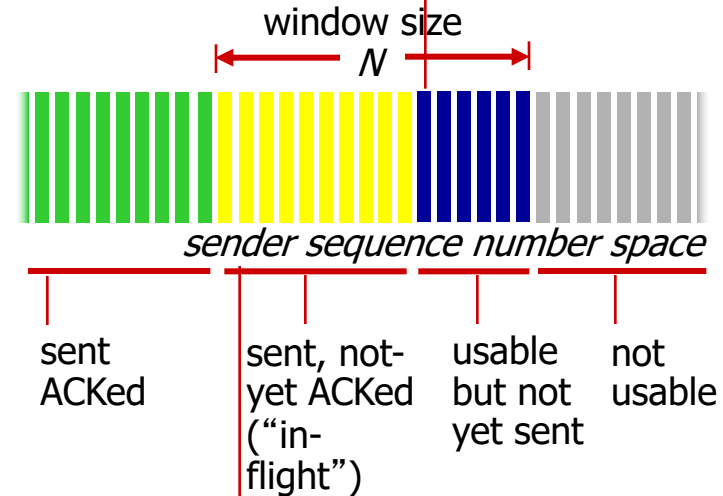 window size
N
sender sequence number space
sent
ACKed
sent, not-
yet ACKed
(“in-
flight”)
usable
but not
yet sent
not
usable